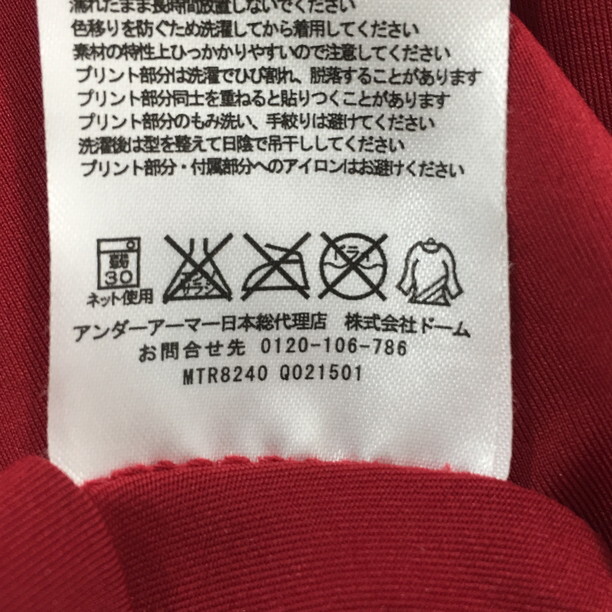 濡れたまま長時間放置しないでください
色移りを防ぐため洗濯してから着用してください
素材の特性上ひっかかりやすいので注意してください
プリント部分は洗濯でひび割れ、脱落することがあります
プリント部分同士を重ねると貼りつくことがあります
プリント部分のもみ洗い、手絞りは避けてください
洗濯後は型を整えて日陰で吊干ししてください
プリント部分・付属部分へのアイロンはお避けください
弱
30
エンソ
サラシ
ドライ
ネット使用
アンダーアーマー日本総代理店 株式会社ドーム
お問合せ先 0120-106-786
MTR8240 Q021501